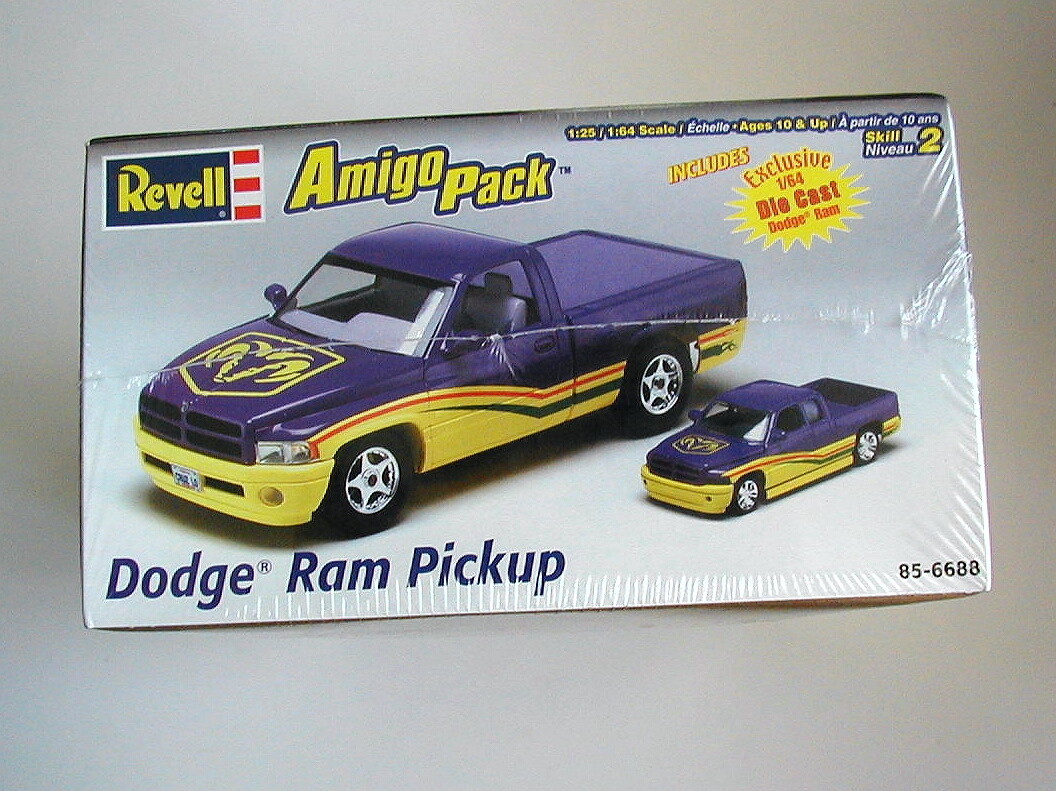 1:25 / 1:64 Scale / Échelle • Ages 10 & Up / À partir de 10 ans
Skill
Niveau 2
Revell®
Amigo Pack™
INCLUDES
Exclusive
1/64
Die Cast
Dodge® Ram
Dodge® Ram Pickup
85-6688